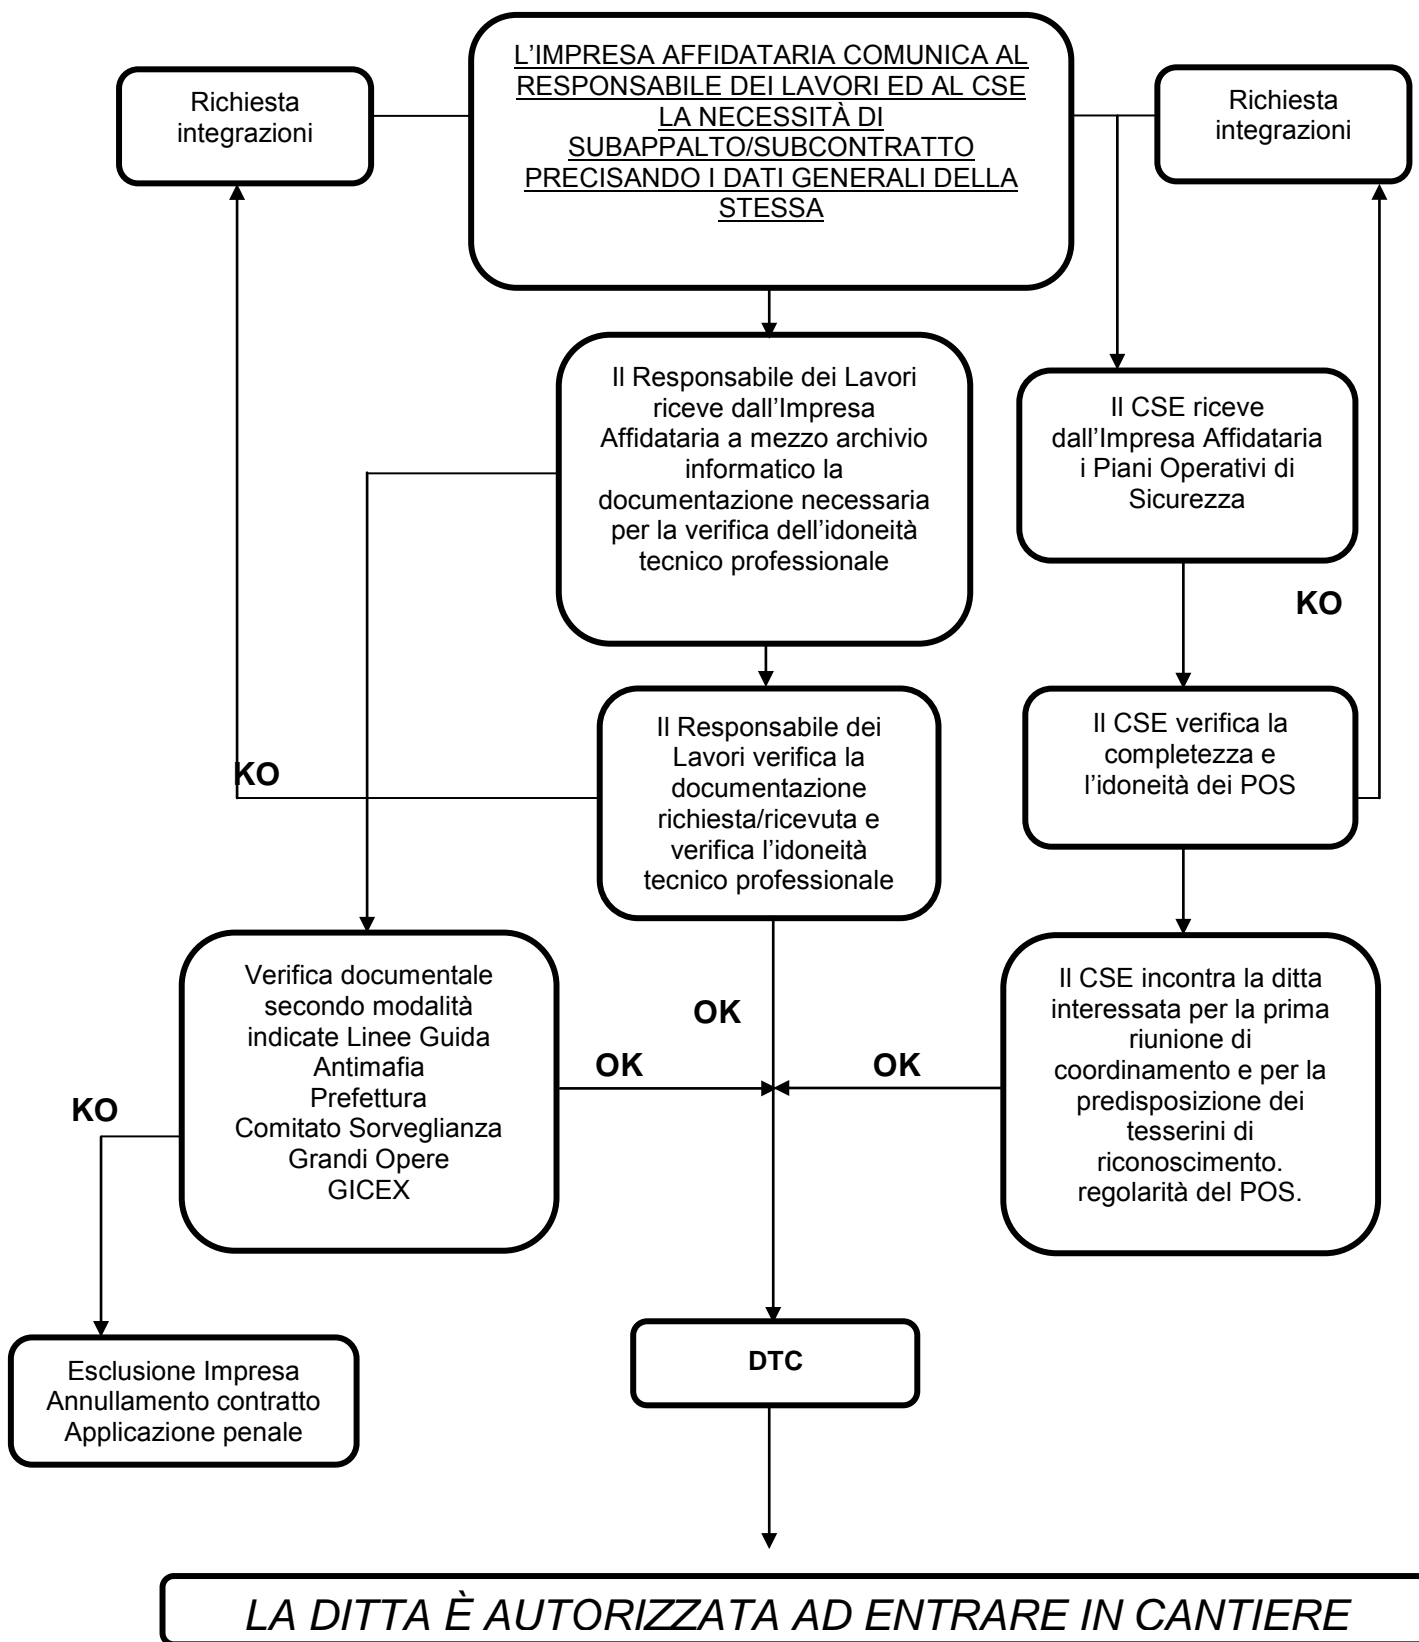 L'IMPRESA AFFIDATARIA COMUNICA AL
RESPONSABILE DEI LAVORI ED AL CSE
LA NECESSITÀ DI
SUBAPPALTO/SUBCONTRATTO
PRECISANDO I DATI GENERALI DELLA
STESSA
Richiesta
integrazioni
Richiesta
integrazioni
Il Responsabile dei Lavori
riceve dall'Impresa
Affidataria a mezzo archivio
informatico la
documentazione necessaria
per la verifica dell'idoneità
tecnico professionale
Il CSE riceve
dall'Impresa Affidataria
i Piani Operativi di
Sicurezza
KO
Il Responsabile dei
Lavori verifica la
documentazione
richiesta/ricevuta e
verifica l'idoneità
tecnico professionale
Il CSE verifica la
completezza e
l'idoneità dei POS
KO
Verifica documentale
secondo modalità
indicate Linee Guida
Antimafia
Prefettura
Comitato Sorveglianza
Grandi Opere
GICEX
OK
OK
OK
Il CSE incontra la ditta
interessata per la prima
riunione di
coordinamento e per la
predisposizione dei
tesserini di
riconoscimento.
regolarità del POS.
KO
Esclusione Impresa
Annullamento contratto
Applicazione penale
DTC
LA DITTA È AUTORIZZATA AD ENTRARE IN CANTIERE